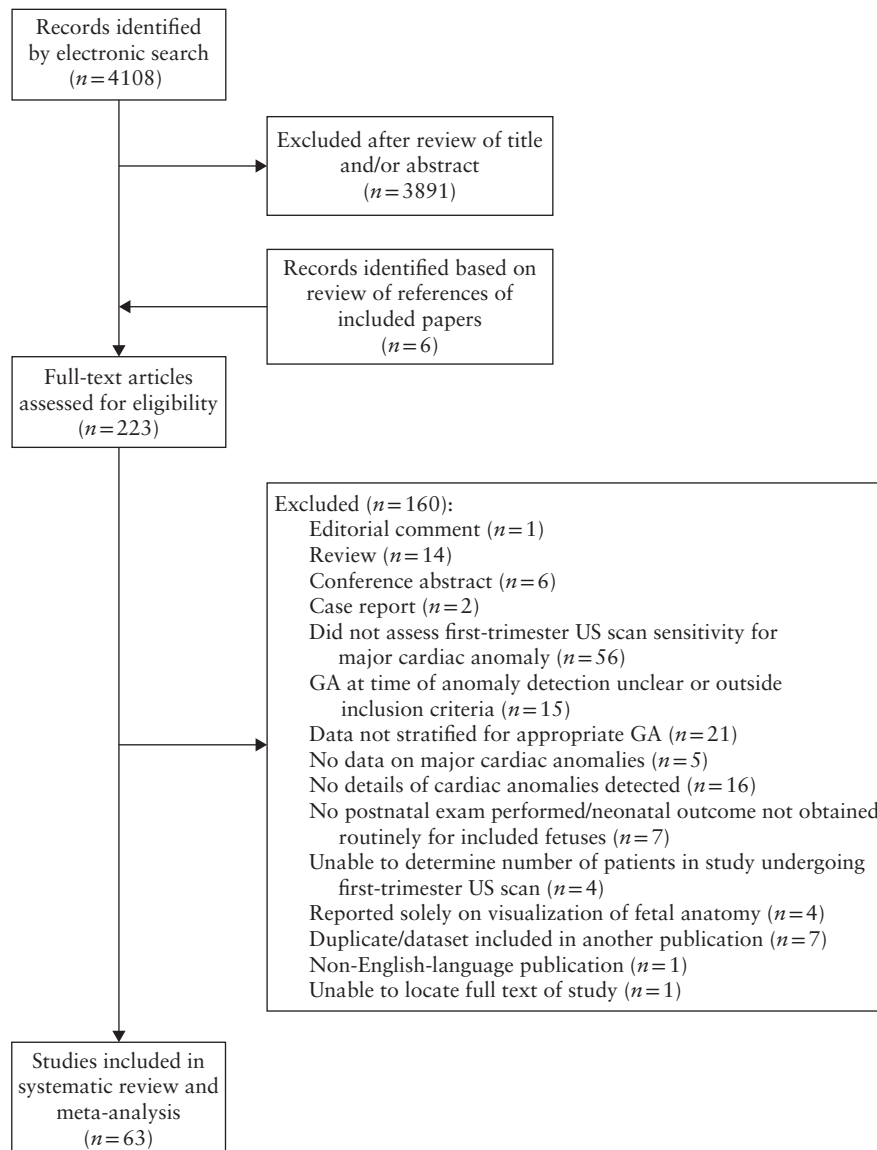 Records identified
by electronic search
(n=4108)
Excluded after review of title
and/or abstract
(n=3891)
Records identified based on
review of references of
included papers
(n=6)
Full-text articles
assessed for eligibility
(n=223)
Excluded (n=160):
Editorial comment (n=1)
Review (n=14)
Conference abstract (n=6)
Case report (n=2)
Did not assess first-trimester US scan sensitivity for
major cardiac anomaly (n=56)
GA at time of anomaly detection unclear or outside
inclusion criteria (n=15)
Data not stratified for appropriate GA (n=21)
No data on major cardiac anomalies (n=5)
No details of cardiac anomalies detected (n=16)
No postnatal exam performed/neonatal outcome not obtained
routinely for included fetuses (n=7)
Unable to determine number of patients in study undergoing
first-trimester US scan (n=4)
Reported solely on visualization of fetal anatomy (n=4)
Duplicate/dataset included in another publication (n=7)
Non-English-language publication (n=1)
Unable to locate full text of study (n=1)
Studies included in
systematic review and
meta-analysis
(n=63)